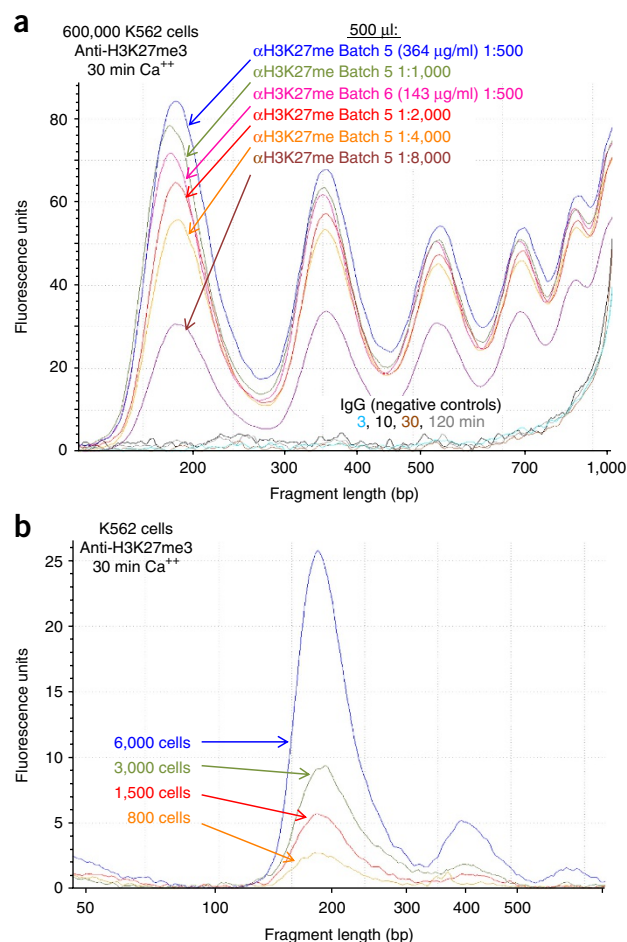 a
600,000 K562 cells
Anti-H3K27me3
30 min Ca++
500 µl:
αH3K27me Batch 5 (364 µg/ml) 1:500
αH3K27me Batch 5 1:1,000
αH3K27me Batch 6 (143 µg/ml) 1:500
αH3K27me Batch 5 1:2,000
αH3K27me Batch 5 1:4,000
αH3K27me Batch 5 1:8,000
80
60
40
20
0
Fluorescence units
IgG (negative controls)
3, 10, 30, 120 min
200 300 400 500 700 1,000
Fragment length (bp)
b
K562 cells
Anti-H3K27me3
30 min Ca++
25
20
15
10
5
0
Fluorescence units
6,000 cells
3,000 cells
1,500 cells
800 cells
50 100 200 400 500
Fragment length (bp)